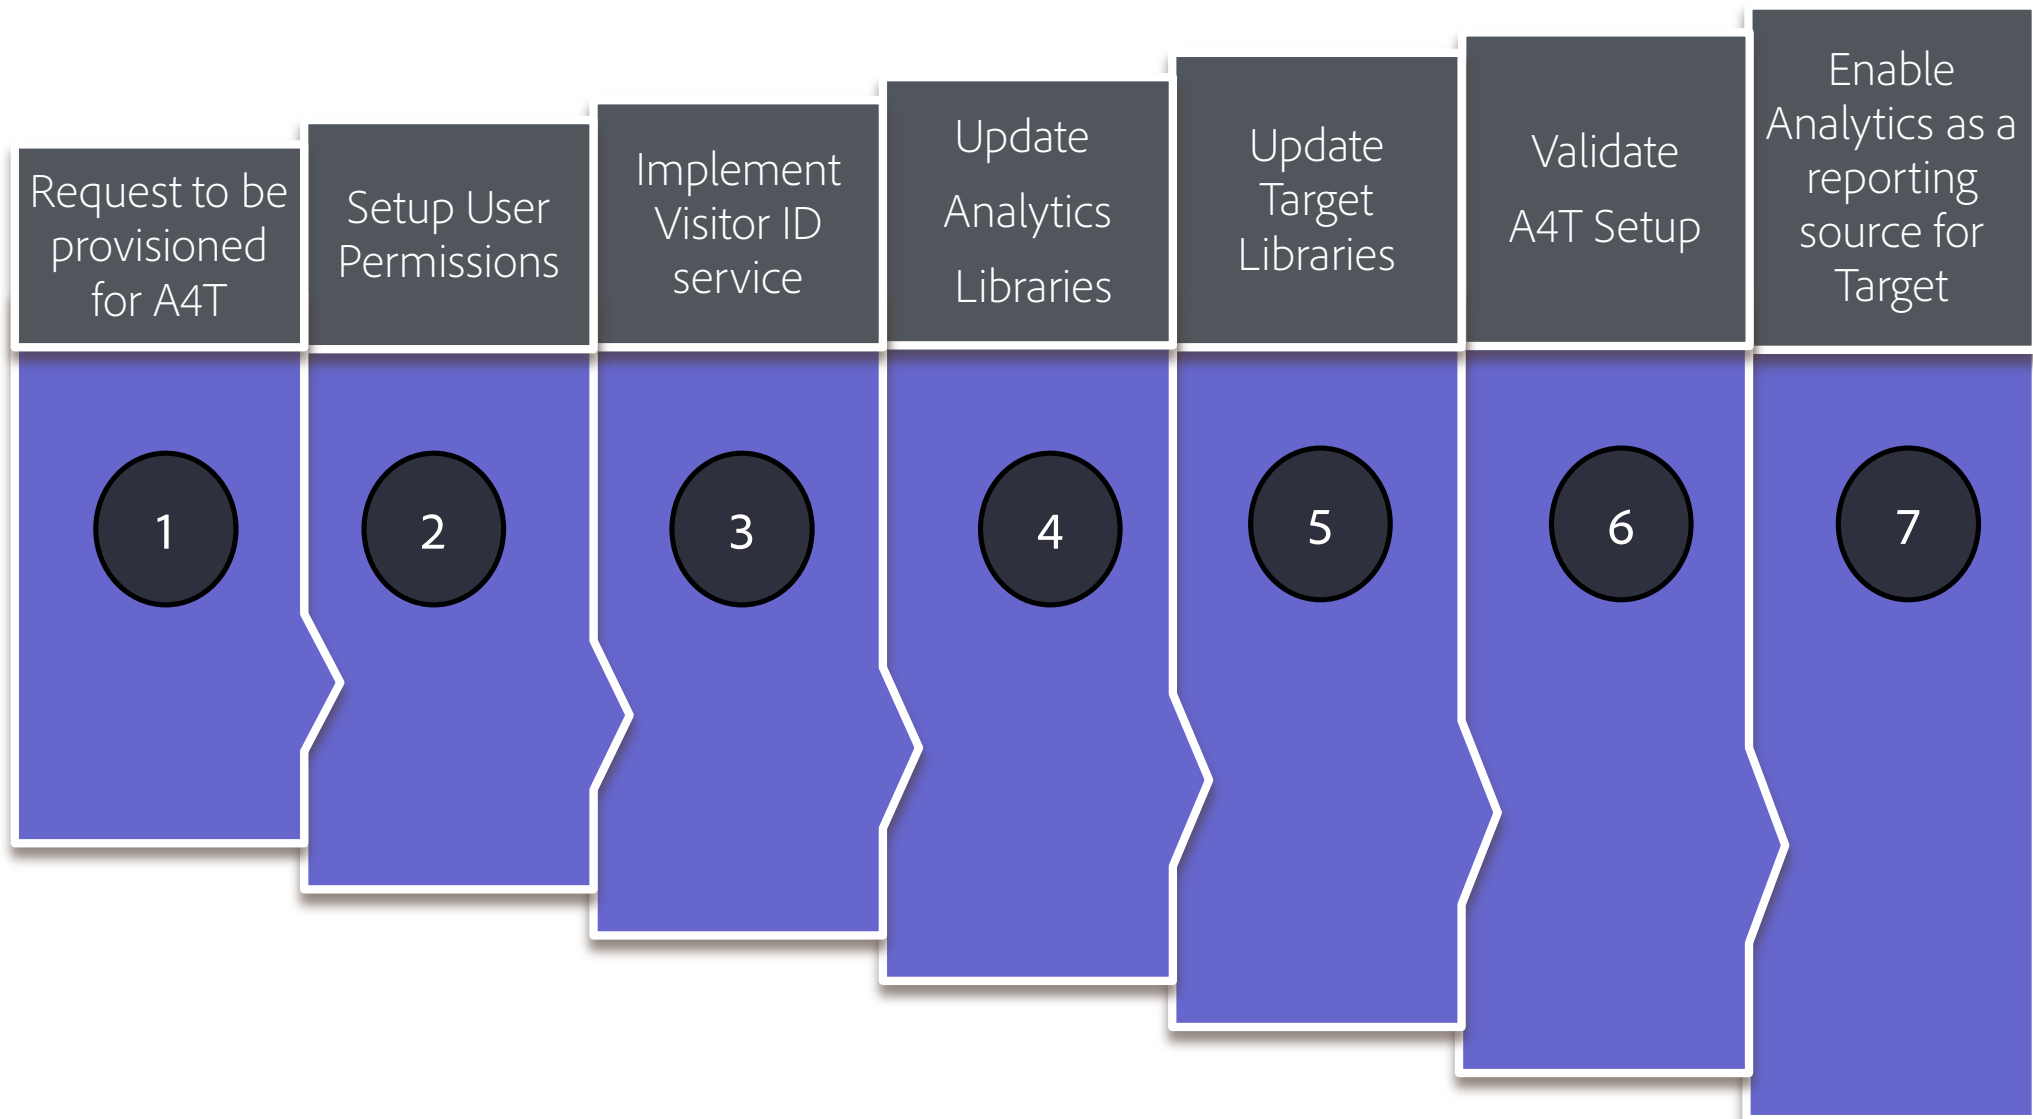 Request to be
provisioned
for A4T
Setup User
Permissions
Implement
Visitor ID
service
Update
Analytics
Libraries
Update
Target
Libraries
Validate
A4T Setup
Enable
Analytics as a
reporting
source for
Target
1
2
3
4
5
6
7